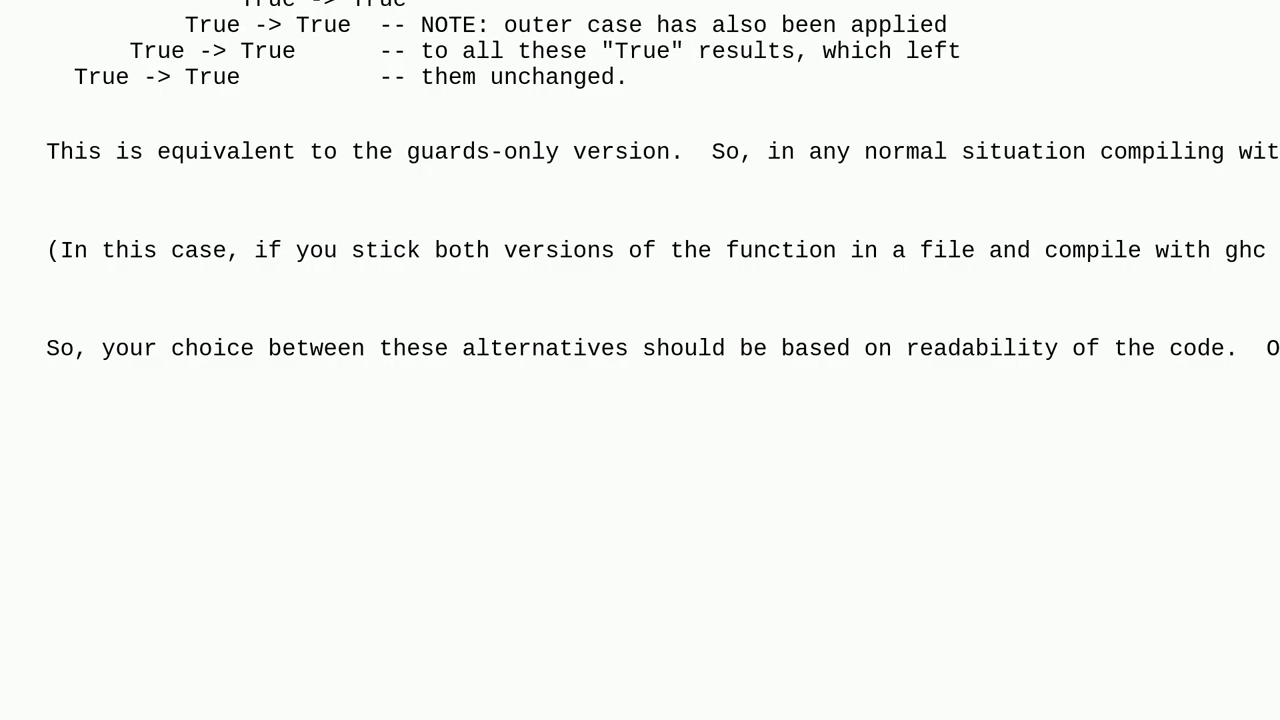 True -> True
True -> True  -- NOTE: outer case has also been applied
True -> True      -- to all these "True" results, which left
True -> True          -- them unchanged.
This is equivalent to the guards-only version.  So, in any normal situation compiling
(In this case, if you stick both versions of the function in a file and compile with ghc
So, your choice between these alternatives should be based on readability of the code.